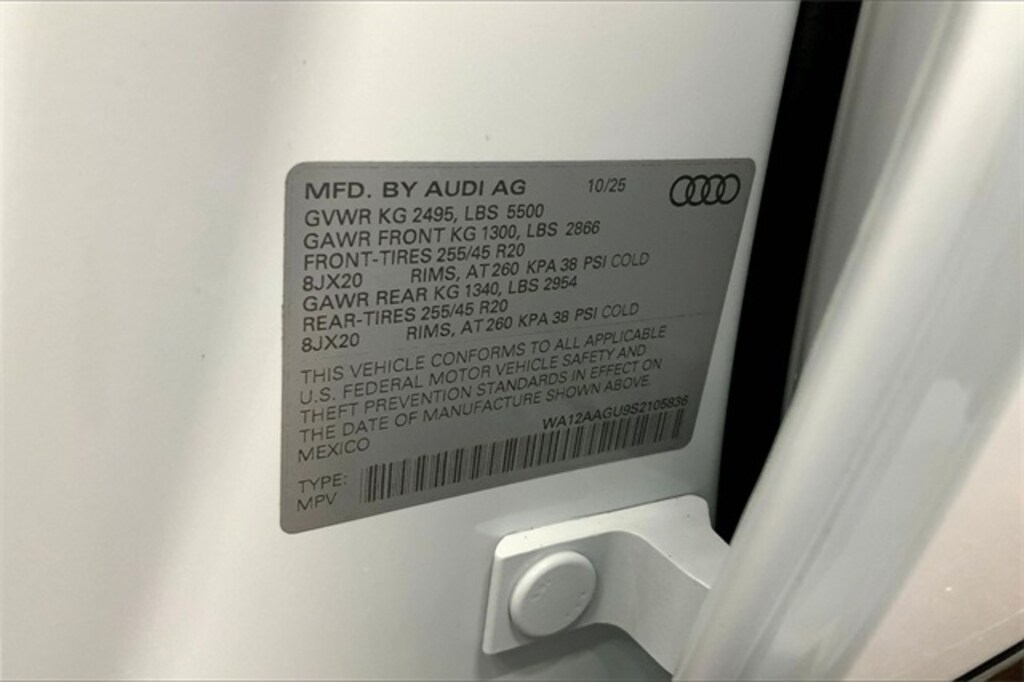 MFD. BY AUDI AG 10/25
GVWR KG 2495, LBS 5500
GAWR FRONT KG 1300, LBS 2866
FRONT-TIRES 255/45 R20
8JX20 RIMS, AT 260 KPA 38 PSI COLD
GAWR REAR KG 1340, LBS 2954
REAR-TIRES 255/45 R20
8JX20 RIMS, AT 260 KPA 38 PSI COLD
THIS VEHICLE CONFORMS TO ALL APPLICABLE
U.S. FEDERAL MOTOR VEHICLE SAFETY AND
THEFT PREVENTION STANDARDS IN EFFECT ON
THE DATE OF MANUFACTURE SHOWN ABOVE.
MEXICO WA12AAGU9S2105836
TYPE:
MPV